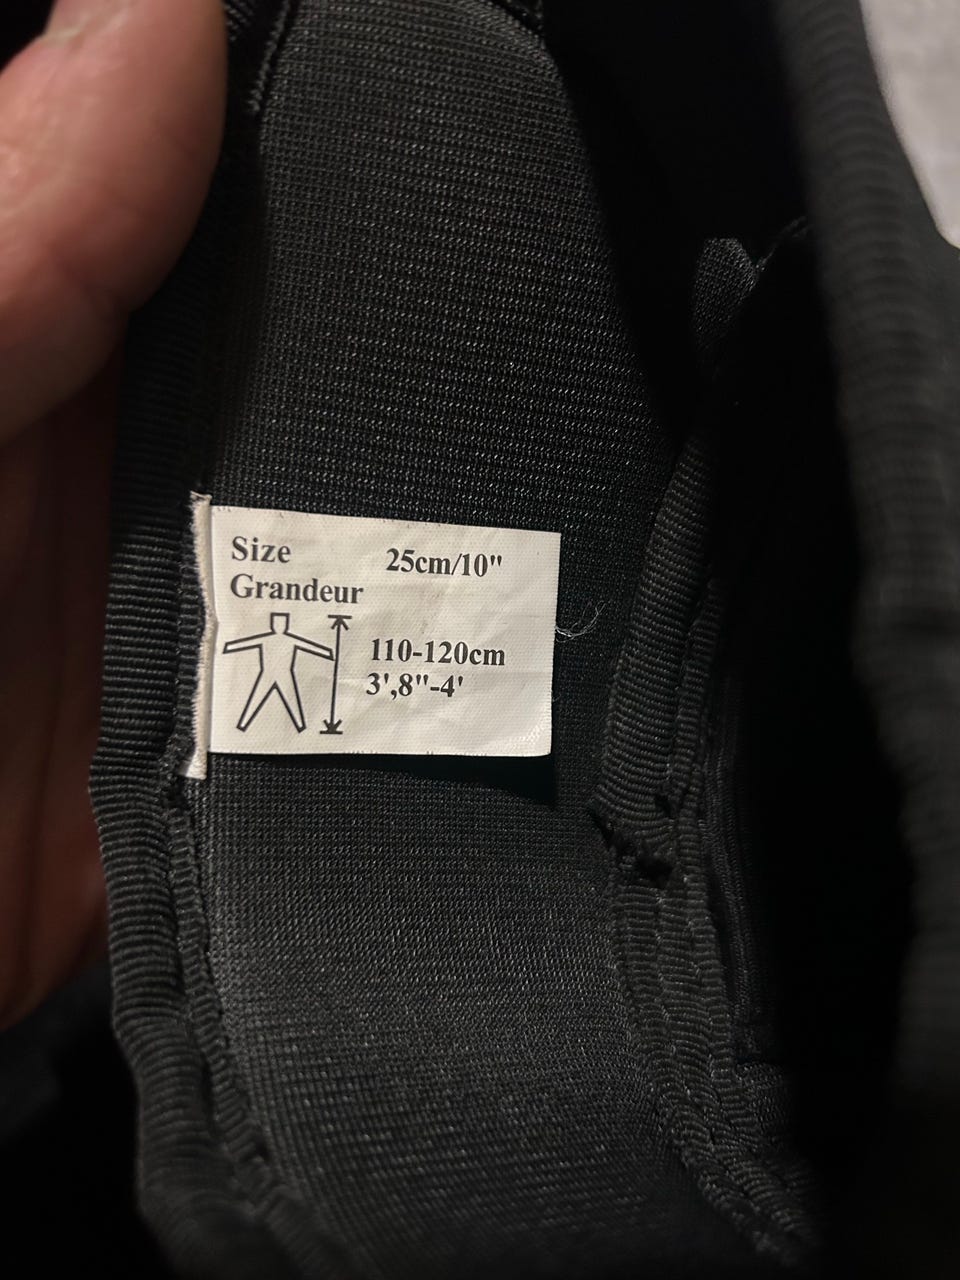 Size
Grandeur
25cm/10"
110-120cm
3',8"-4'